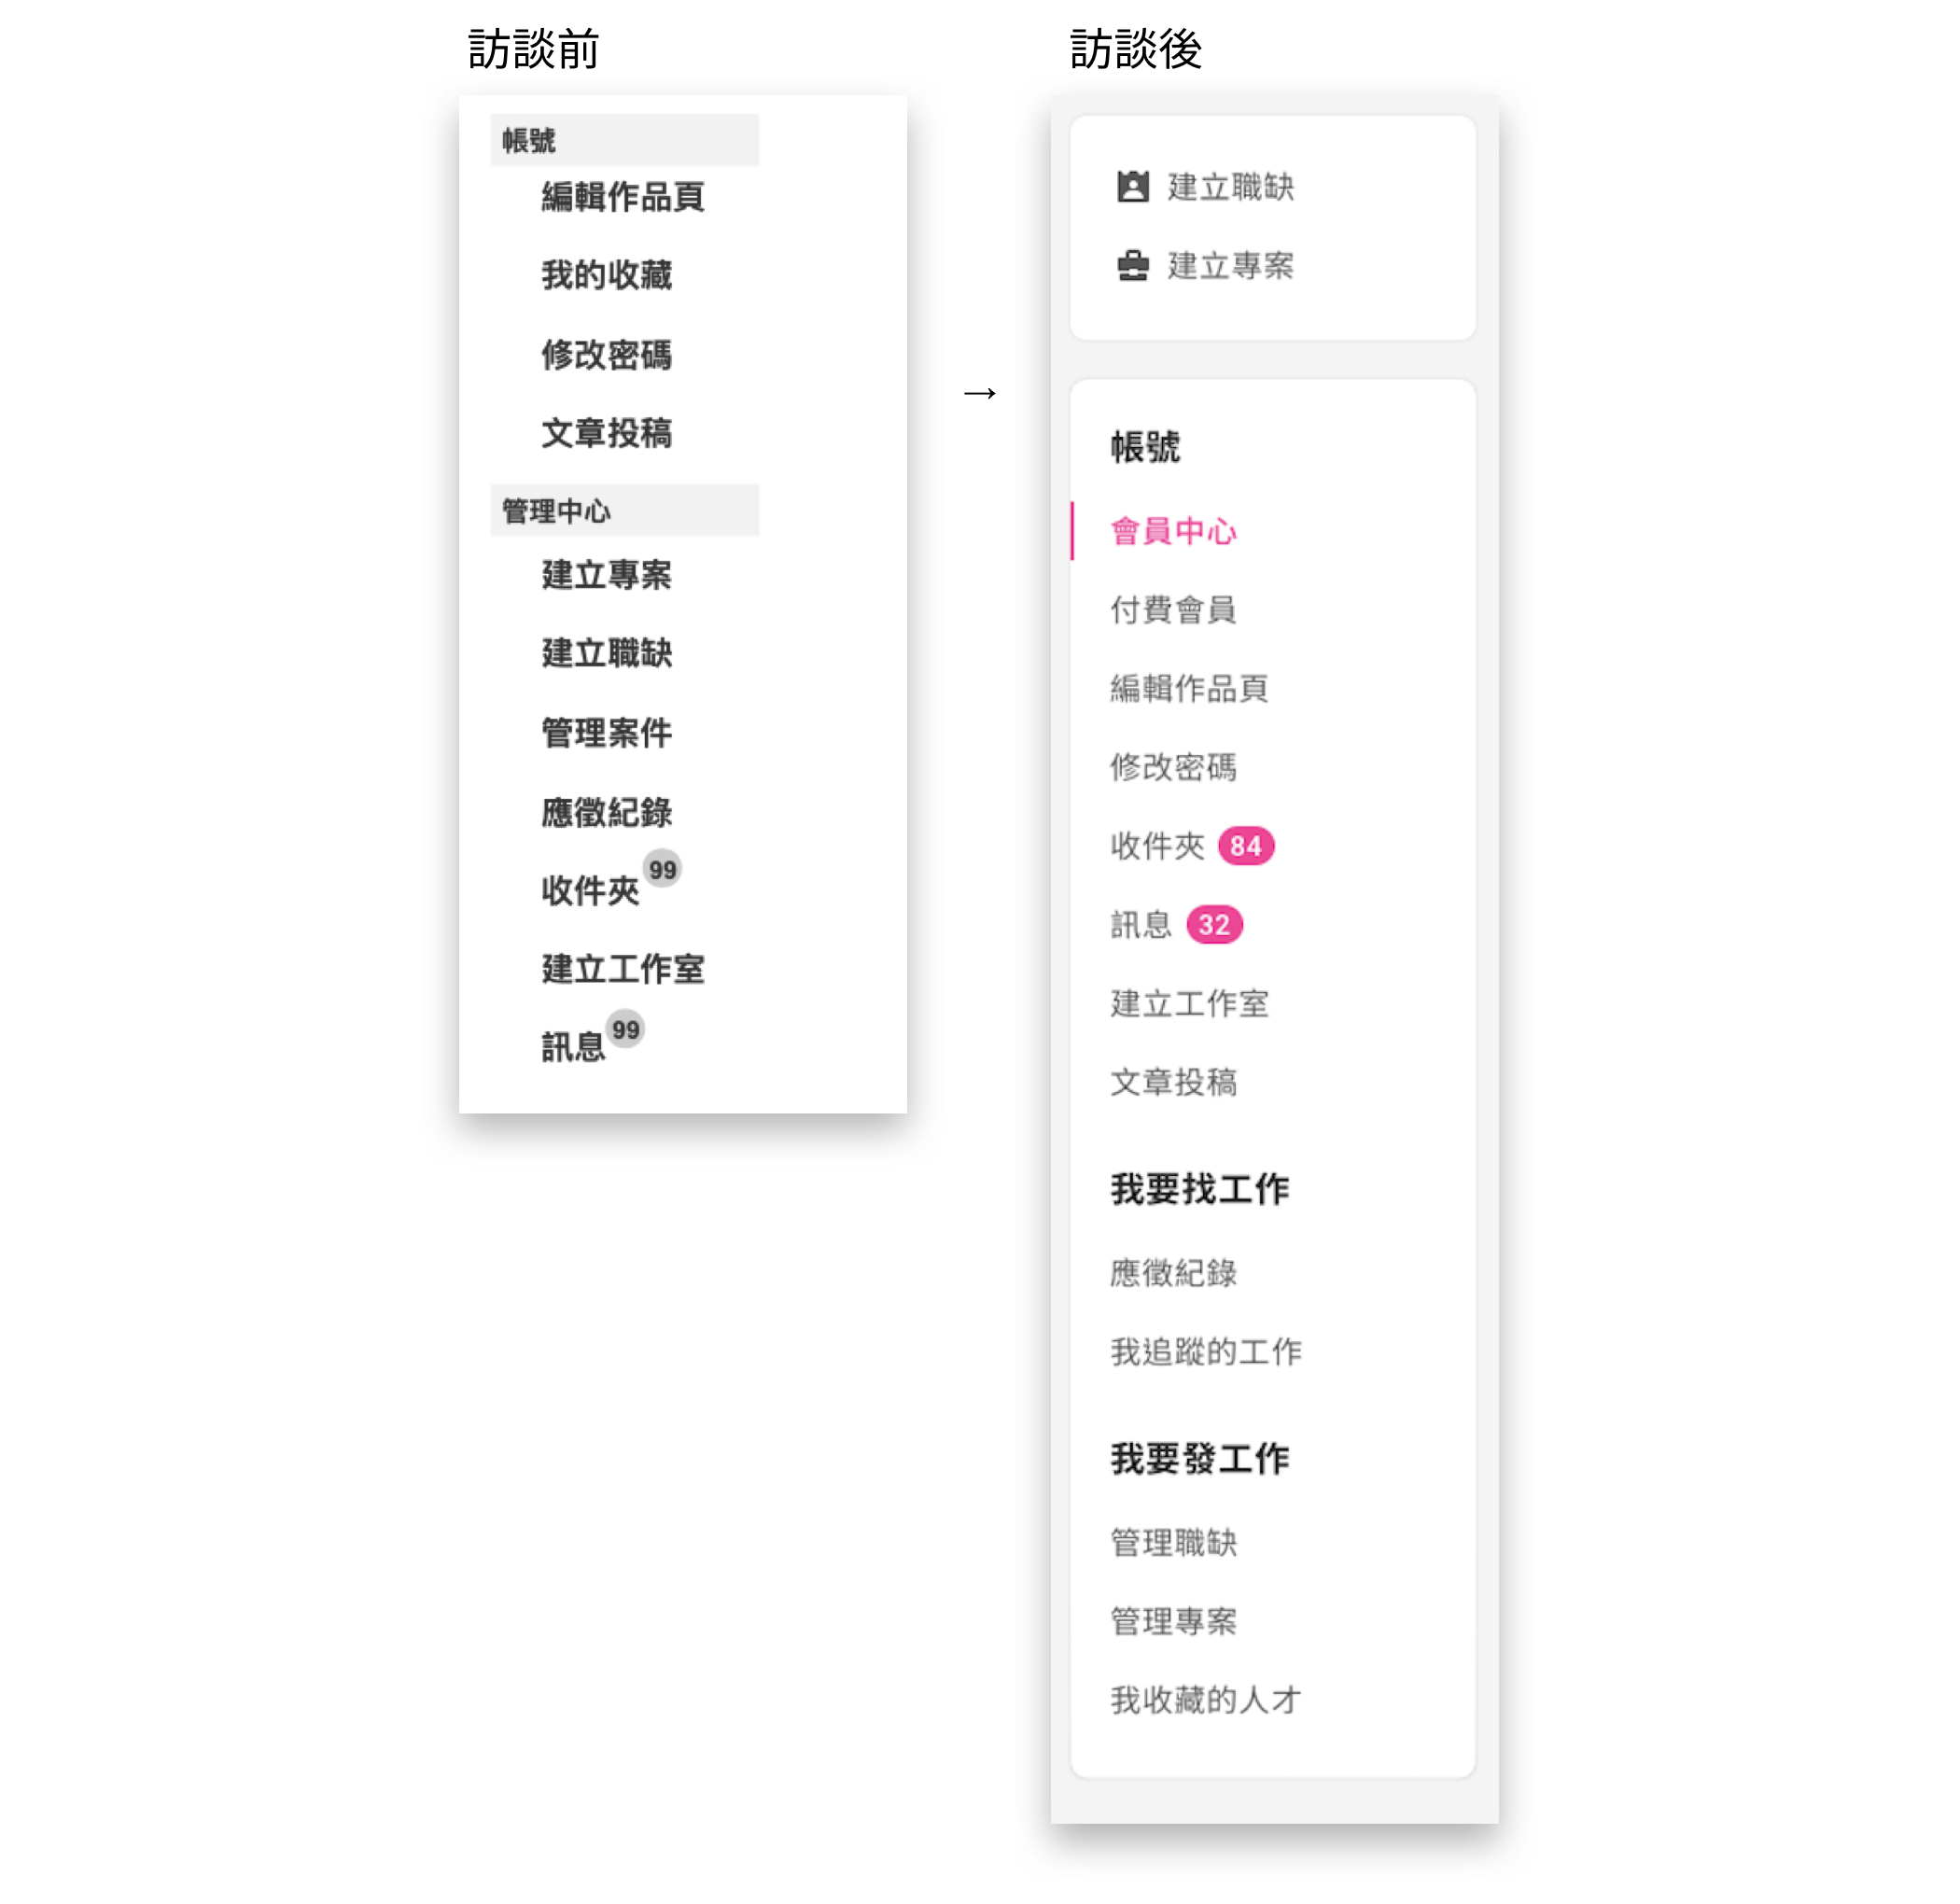 訪談前
帳號
編輯作品頁
我的收藏
修改密碼
文章投稿
管理中心
建立專案
建立職缺
管理案件
應徵紀錄
收件夾 99
建立工作室
訊息 99
→
訪談後
建立職缺
建立專案
帳號
會員中心
付費會員
編輯作品頁
修改密碼
收件夾 84
訊息 32
建立工作室
文章投稿
我要找工作
應徵紀錄
我追蹤的工作
我要發工作
管理職缺
管理專案
我收藏的人才